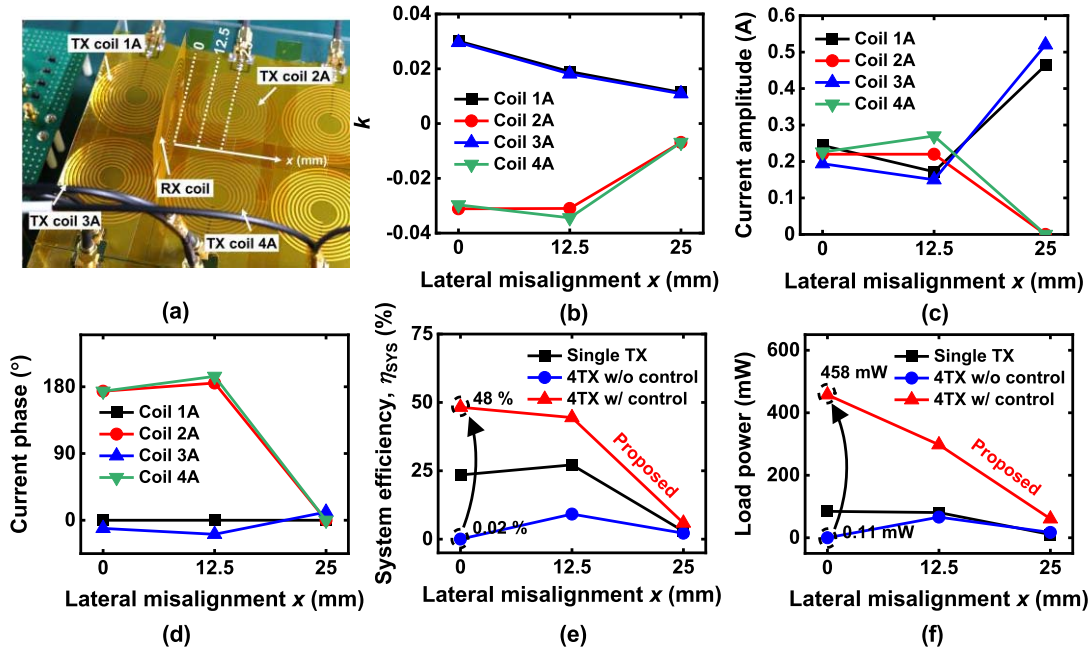 TX coil 1A
0
12.5
25
TX coil 2A
x (mm)
RX coil
TX coil 3A
TX coil 4A
(a)
0.04
0.02
0
-0.02
-0.04
k
Coil 1A
Coil 2A
Coil 3A
Coil 4A
0
12.5
25
Lateral misalignment x (mm)
(b)
0.6
0.5
0.4
0.3
0.2
0.1
0
Current amplitude (A)
Coil 1A
Coil 2A
Coil 3A
Coil 4A
0
12.5
25
Lateral misalignment x (mm)
(c)
180
90
0
Current phase (°)
Coil 1A
Coil 2A
Coil 3A
Coil 4A
0
12.5
25
Lateral misalignment x (mm)
(d)
75
50
25
0
System efficiency, ηSYS (%)
Single TX
4TX w/o control
4TX w/ control
48 %
Proposed
0.02 %
0
12.5
25
Lateral misalignment x (mm)
(e)
600
400
200
0
Load power (mW)
Single TX
4TX w/o control
4TX w/ control
458 mW
Proposed
0.11 mW
0
12.5
25
Lateral misalignment x (mm)
(f)